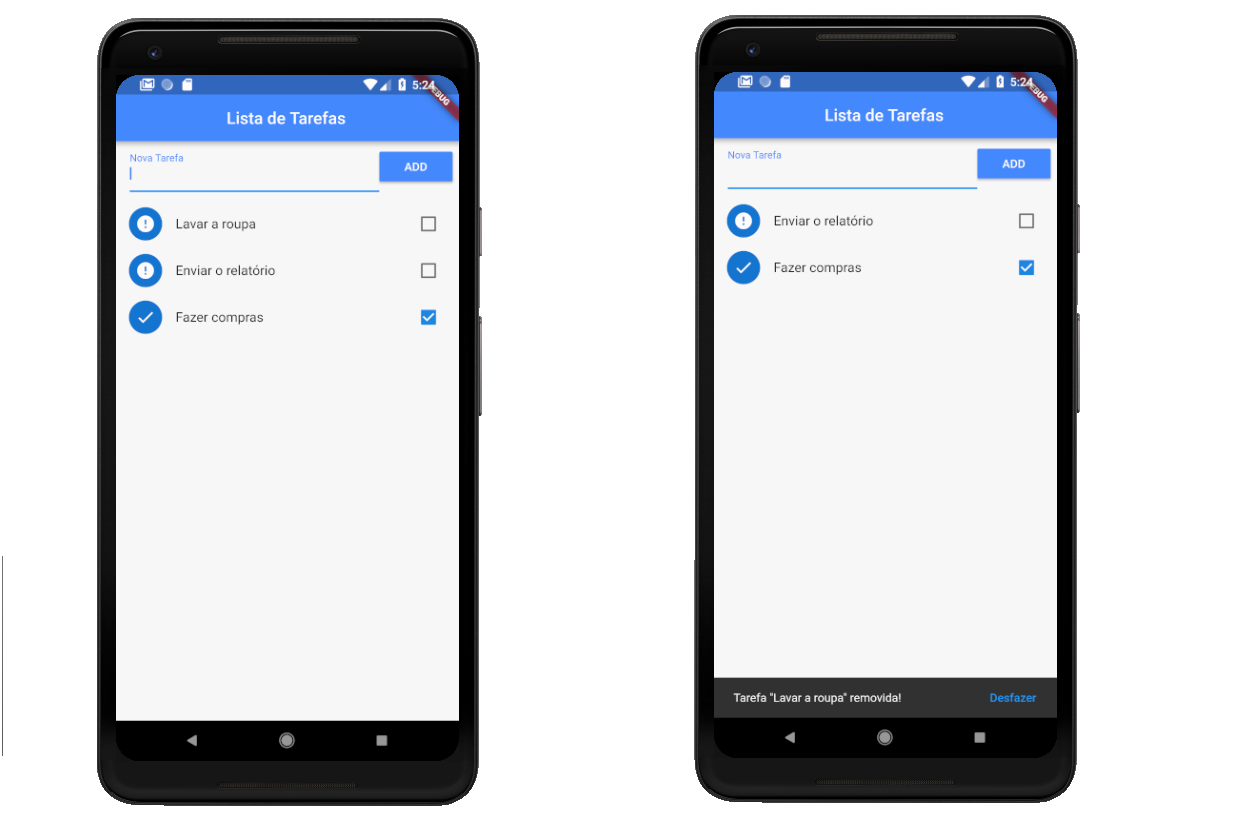 5:24
DEBUG
Lista de Tarefas
Nova Tarefa
ADD
Lavar a roupa
Enviar o relatório
Fazer compras
5:24
DEBUG
Lista de Tarefas
Nova Tarefa
ADD
Enviar o relatório
Fazer compras
Tarefa "Lavar a roupa" removida! Desfazer